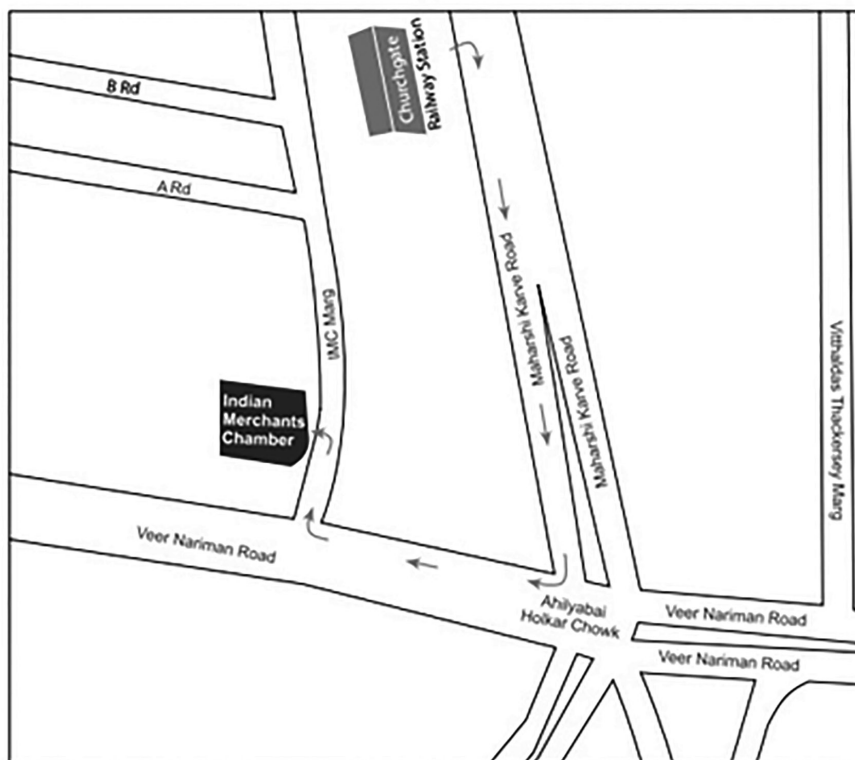 B Rd
A Rd
Churchgate
Railway Station
IMC Marg
Maharshi Karve Road
Maharshi Karve Road
Vitthaldas Thackersey Marg
Indian
Merchants
Chamber
Veer Nariman Road
Ahilyabai
Holkar Chowk
Veer Nariman Road
Veer Nariman Road